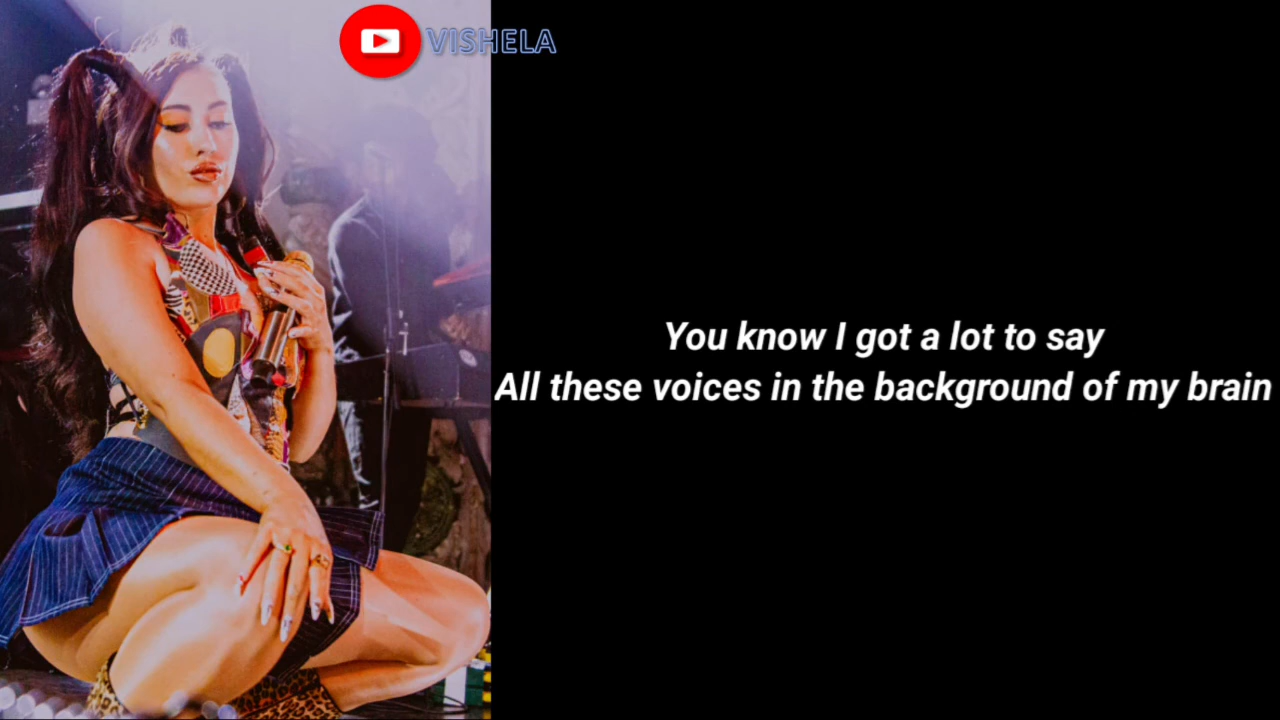 VISHELA
You know I got a lot to say
All these voices in the background of my brain